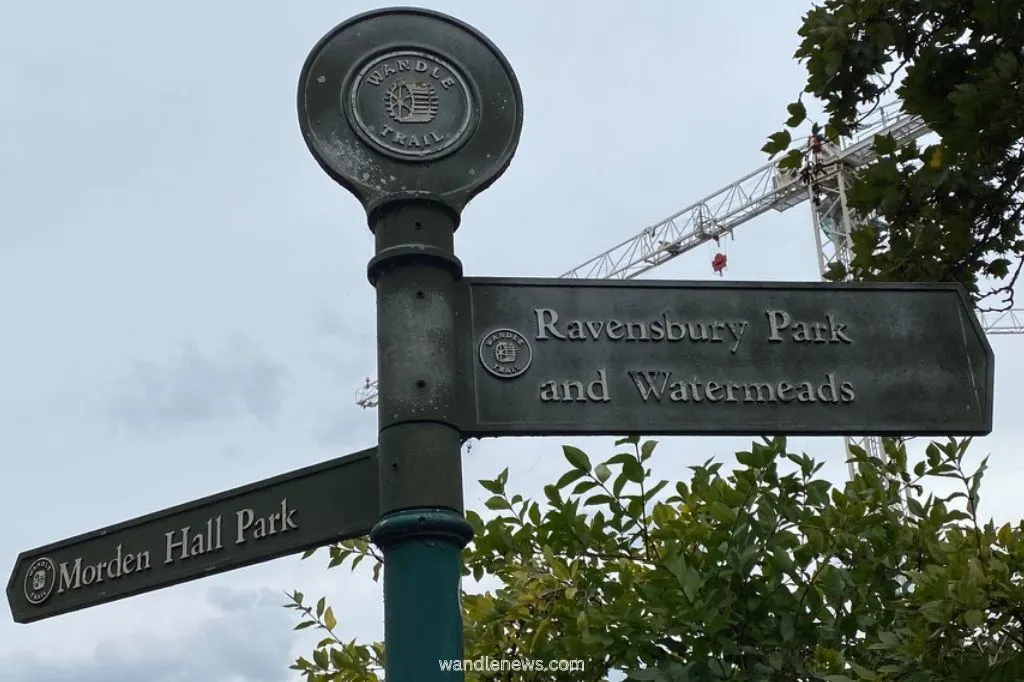 WANDLE
TRAIL
Ravensbury Park
and Watermeads
WANDLE
TRAIL
Morden Hall Park
WANDLE
TRAIL
wandlenews.com